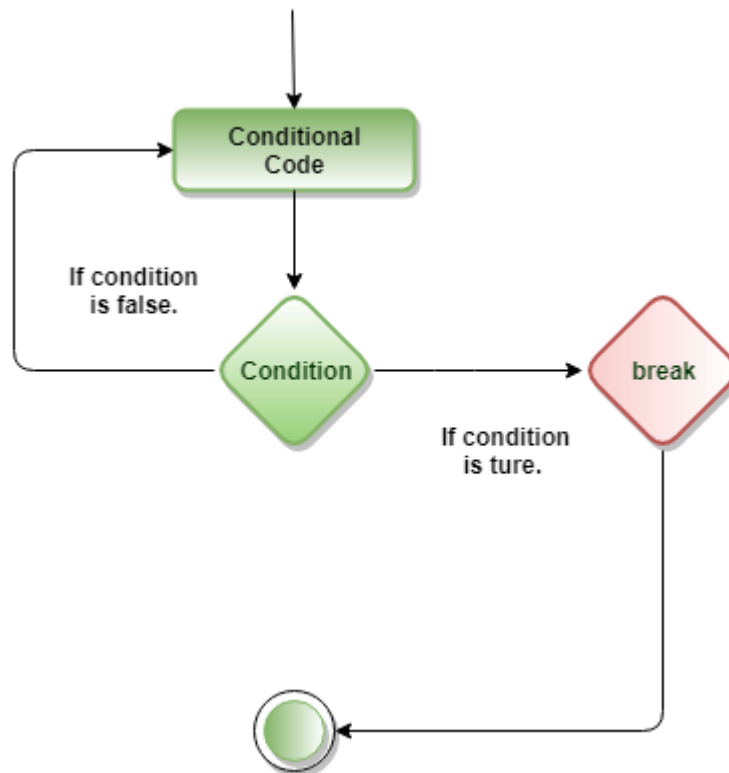 Conditional
Code
If condition
is false.
Condition
break
If condition
is ture.